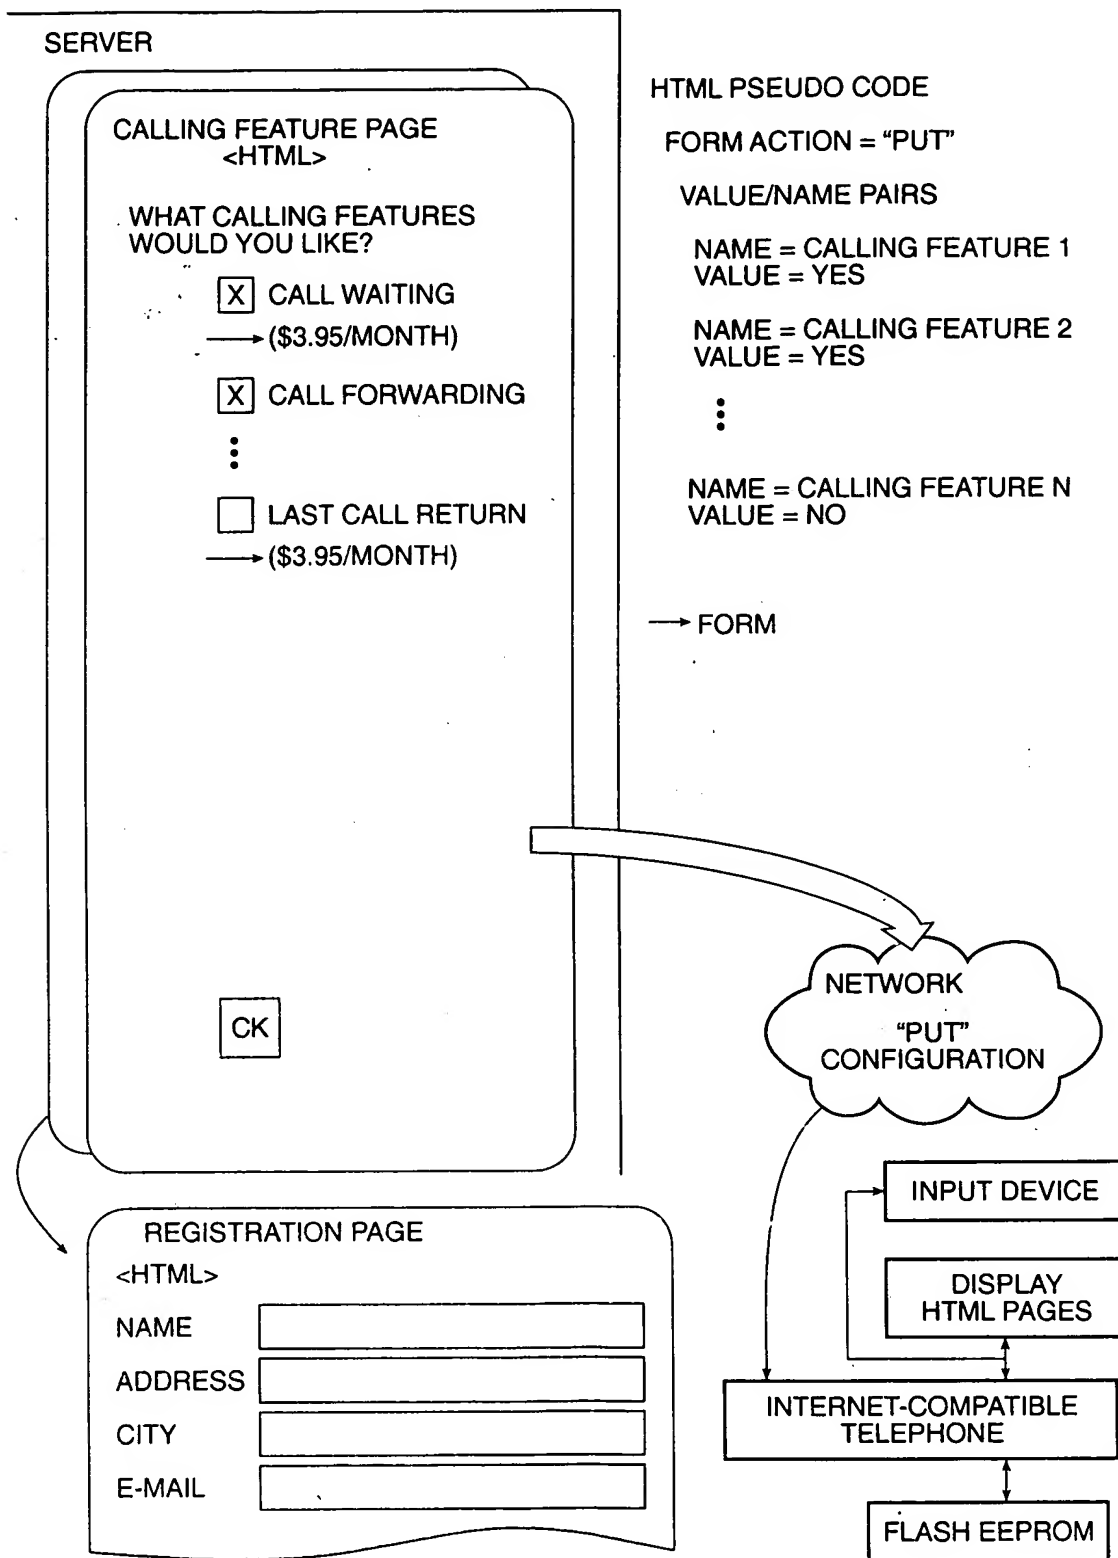 SERVER
CALLING FEATURE PAGE
<HTML>
WHAT CALLING FEATURES
WOULD YOU LIKE?
X CALL WAITING
($3.95/MONTH)
X CALL FORWARDING
LAST CALL RETURN
($3.95/MONTH)
CK
HTML PSEUDO CODE
FORM ACTION = “PUT”
VALUE/NAME PAIRS
NAME = CALLING FEATURE 1
VALUE = YES
NAME = CALLING FEATURE 2
VALUE = YES
NAME = CALLING FEATURE N
VALUE = NO
FORM
NETWORK
“PUT”
CONFIGURATION
REGISTRATION PAGE
<HTML>
NAME
ADDRESS
CITY
E-MAIL
INPUT DEVICE
DISPLAY
HTML PAGES
INTERNET-COMPATIBLE
TELEPHONE
FLASH EEPROM